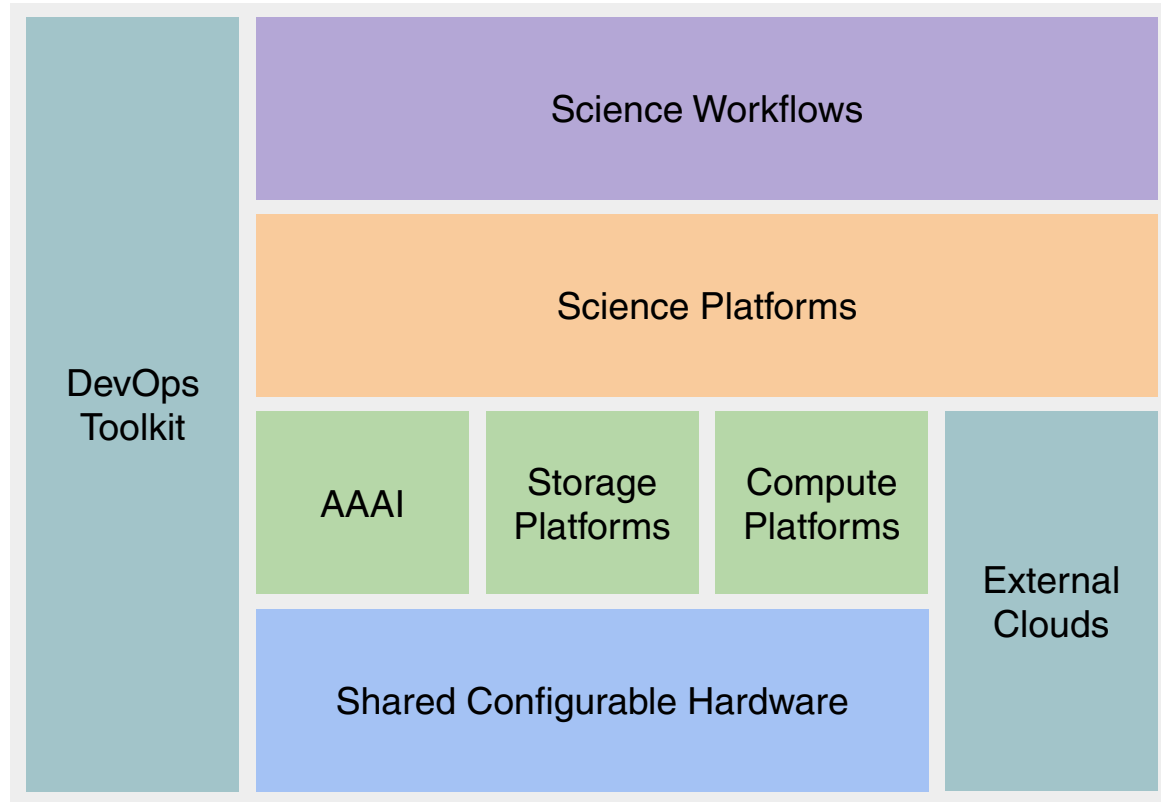 Science Workflows
Science Platforms
DevOps
Toolkit
AAAI
Storage
Platforms
Compute
Platforms
External
Clouds
Shared Configurable Hardware